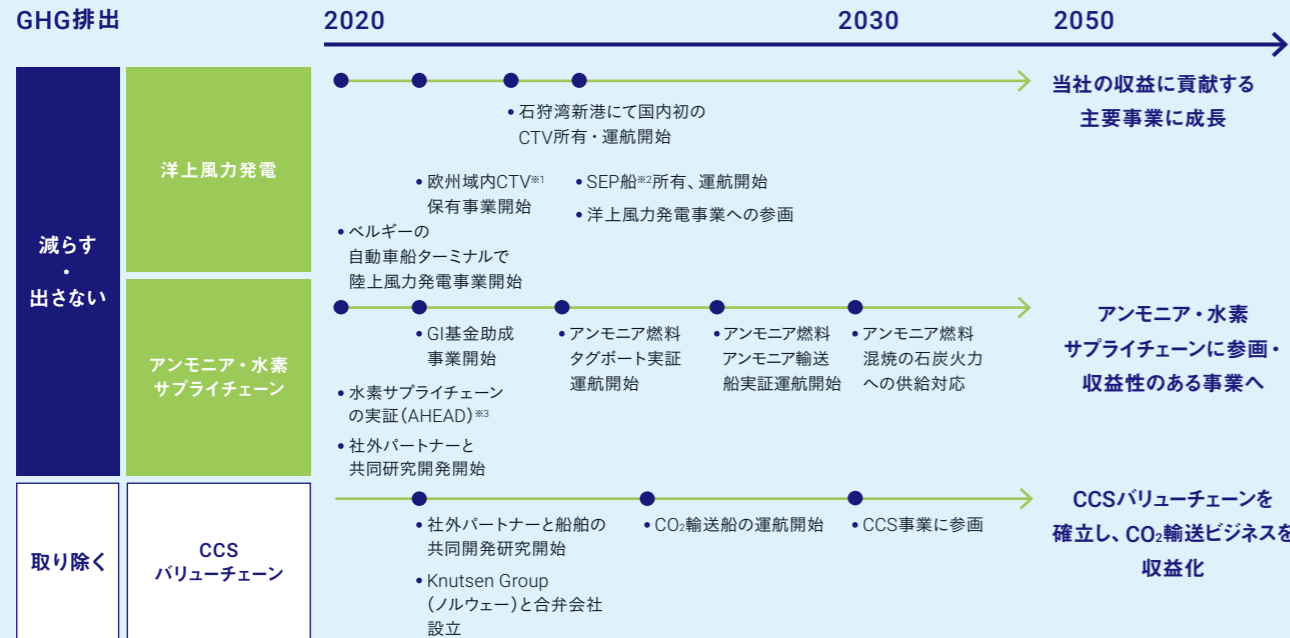 GHG排出
2020
2030
2050
減らす
・
出さない
洋上風力発電
• 石狩湾新港にて国内初の
CTV所有・運航開始
• 欧州域内CTV※1
保有事業開始
• SEP船※2所有、運航開始
• 洋上風力発電事業への参画
• ベルギーの
自動車船ターミナルで
陸上風力発電事業開始
当社の収益に貢献する
主要事業に成長
アンモニア・水素
サプライチェーン
• GI基金助成
事業開始
• アンモニア燃料
タグボート実証
運航開始
• アンモニア燃料
アンモニア輸送
船実証運航開始
• アンモニア燃料
混焼の石炭火力
への供給対応
• 水素サプライチェーン
の実証（AHEAD）※3
• 社外パートナーと
共同研究開発開始
アンモニア・水素
サプライチェーンに参画・
収益性のある事業へ
取り除く
CCS
バリューチェーン
• 社外パートナーと船舶の
共同開発研究開始
• Knutsen Group
（ノルウェー）と合弁会社
設立
• CO₂輸送船の運航開始
• CCS事業に参画
CCSバリューチェーンを
確立し、CO₂輸送ビジネスを
収益化